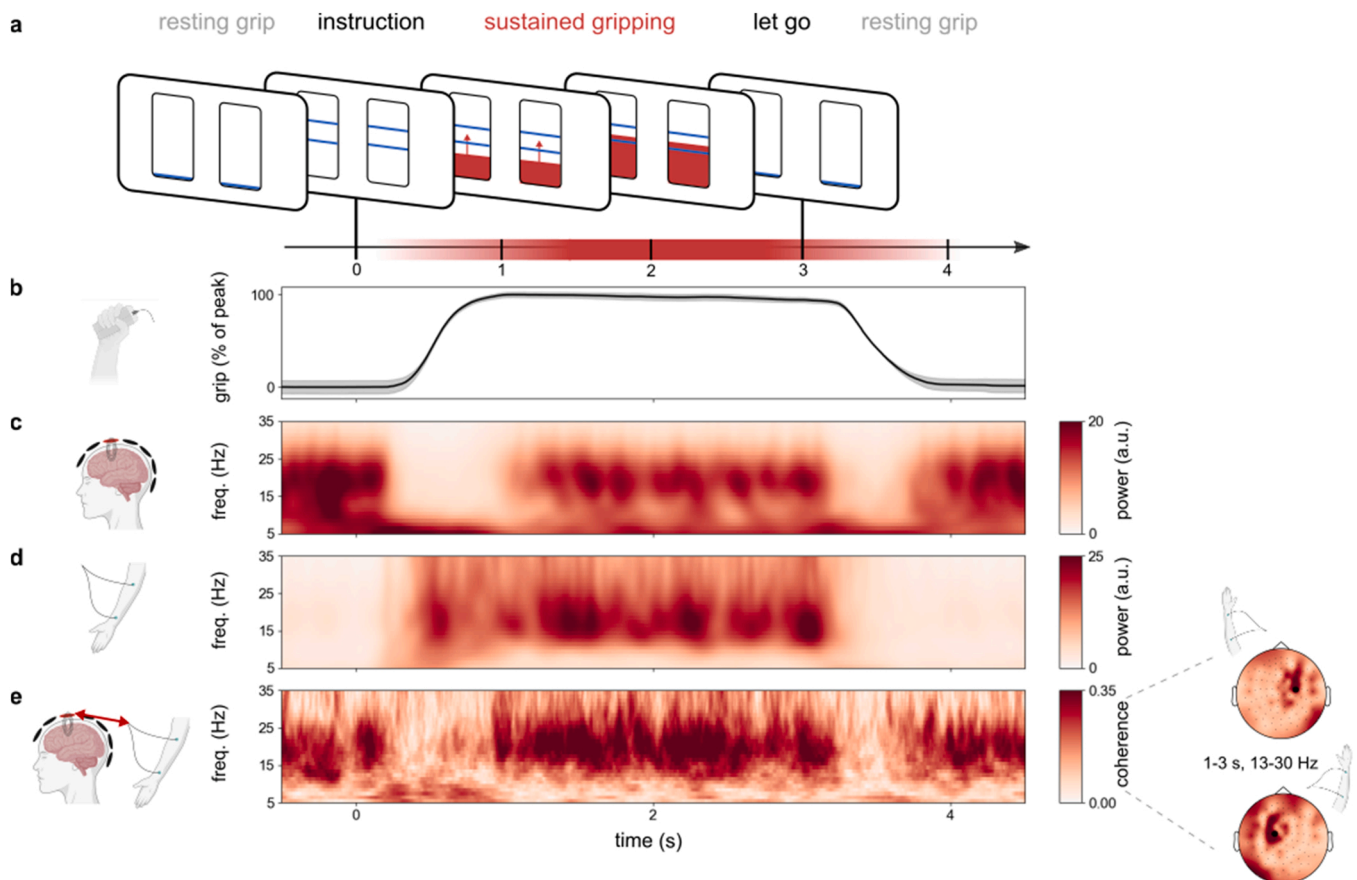 a
resting grip instruction sustained gripping let go resting grip
0 1 2 3 4
b
grip (% of peak)
100
0
c
freq. (Hz)
35
25
15
5
20
0
power (a.u.)
d
freq. (Hz)
35
25
15
5
25
0
power (a.u.)
e
freq. (Hz)
35
25
15
5
0.35
0.00
coherence
0 2 4
time (s)
1-3 s, 13-30 Hz